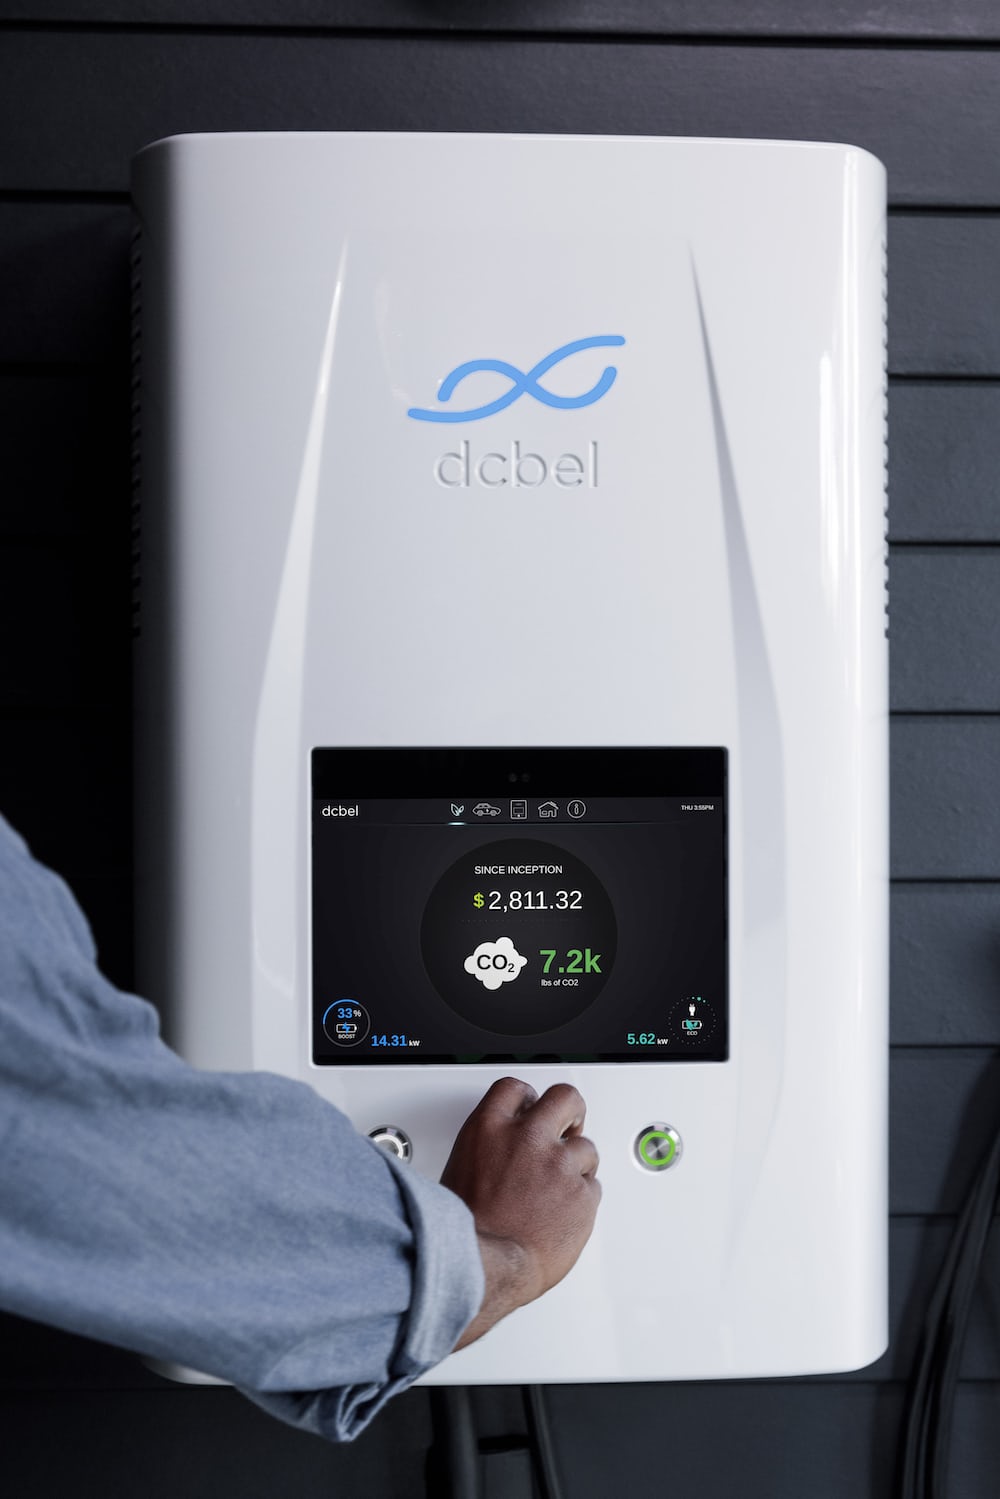 dcbel
dcbel
THU 3:55PM
SINCE INCEPTION
$ 2,811.32
CO2 7.2k
lbs of CO2
33%
BOOST
14.31 kW
5.62 kW
ECO